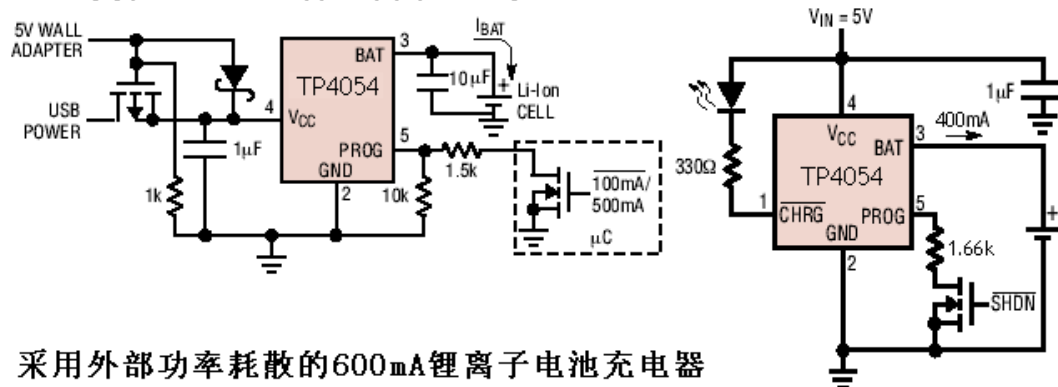 5V WALL
ADAPTER
USB
POWER
4
VCC
TP4054
BAT
3
IBAT
10μF
+
Li-Ion
CELL
1μF
1k
PROG
5
GND
2
10k
1.5k
100mA/
500mA
μC
VIN = 5V
1μF
4
VCC
3
400mA
BAT
TP4054
330Ω
1
CHRG
PROG
5
GND
2
1.66k
SHDN
+
采用外部功率耗散的600mA锂离子电池充电器